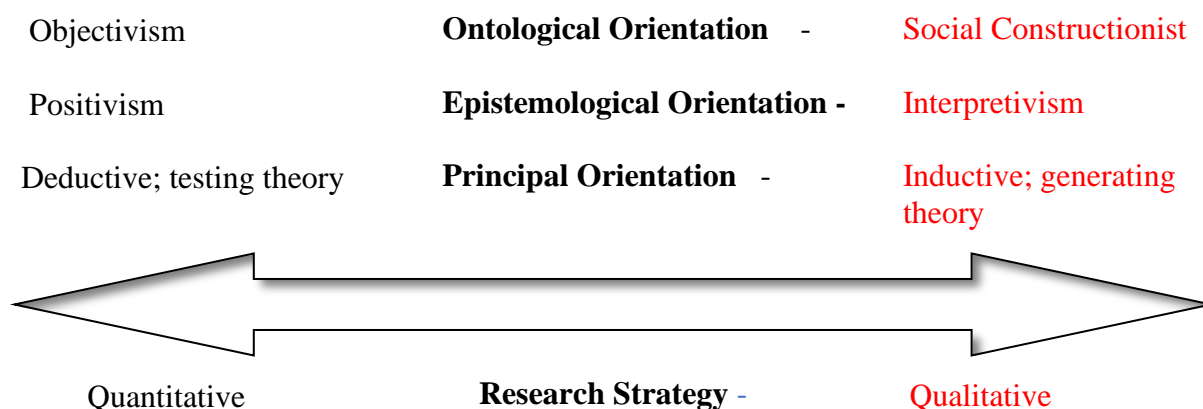 Objectivism Ontological Orientation - Social Constructionist
Positivism Epistemological Orientation - Interpretivism
Deductive; testing theory Principal Orientation - Inductive; generating
theory
Quantitative Research Strategy - Qualitative